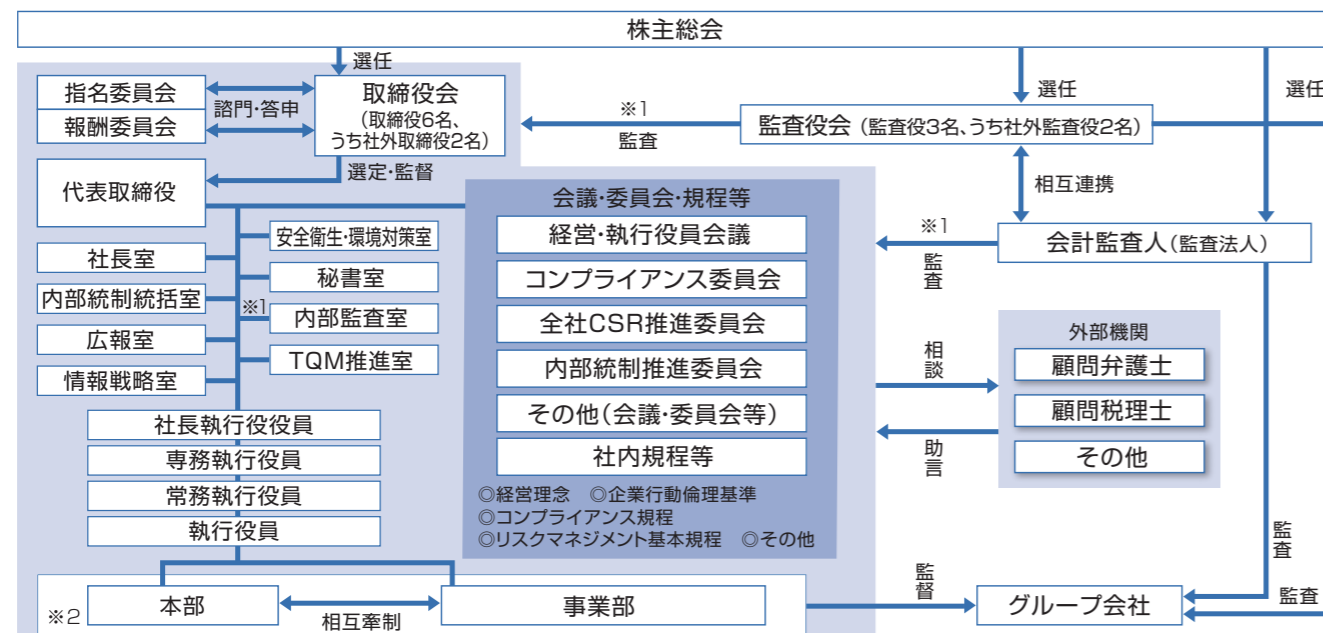 株主総会
選任
選任
選任
指名委員会
報酬委員会
諮門・答申
取締役会
(取締役6名、
うち社外取締役2名)
※1
監査
監査役会 (監査役3名、うち社外監査役2名)
選定・監督
代表取締役
相互連携
会計監査人(監査法人)
※1
監査
社長室
内部統制統括室
広報室
情報戦略室
※1
安全衛生・環境対策室
秘書室
内部監査室
TQM推進室
会議・委員会・規程等
経営・執行役員会議
コンプライアンス委員会
全社CSR推進委員会
内部統制推進委員会
その他(会議・委員会等)
社内規程等
◎経営理念 ◎企業行動倫理基準
◎コンプライアンス規程
◎リスクマネジメント基本規程 ◎その他
相談
助言
外部機関
顧問弁護士
顧問税理士
その他
社長執行役役員
専務執行役員
常務執行役員
執行役員
※2
本部
相互牽制
事業部
監督
グループ会社
監査
監査